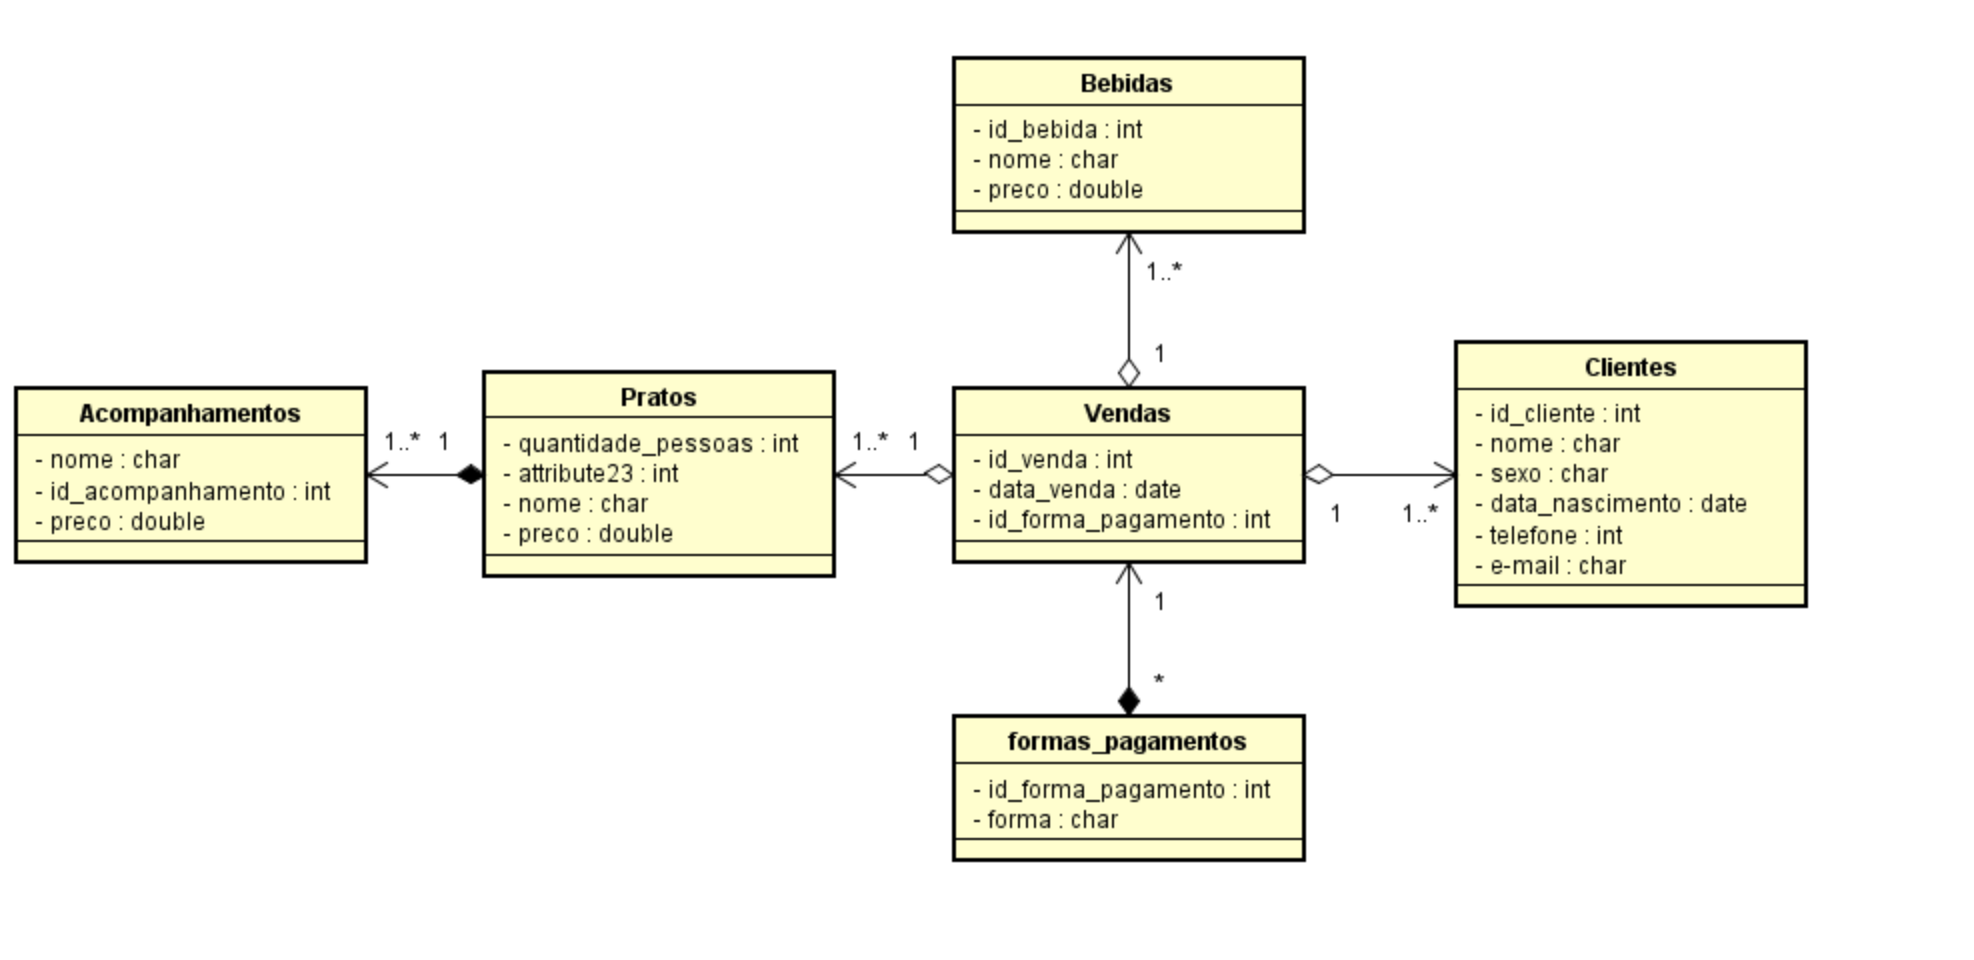 Bebidas
- id_bebida : int
- nome : char
- preco : double
1..*
1
Acompanhamentos
- nome : char
- id_acompanhamento : int
- preco : double
1..* 1
Pratos
- quantidade_pessoas : int
- attribute23 : int
- nome : char
- preco : double
1..* 1
Vendas
- id_venda : int
- data_venda : date
- id_forma_pagamento : int
1 1..*
Clientes
- id_cliente : int
- nome : char
- sexo : char
- data_nascimento : date
- telefone : int
- e-mail : char
1
*
formas_pagamentos
- id_forma_pagamento : int
- forma : char